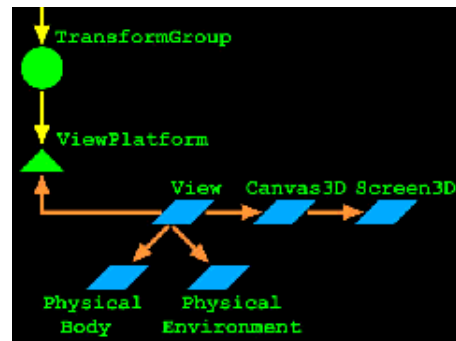 TransformGroup
ViewPlatform
View Canvas3D Screen3D
Physical Physical
Body Environment